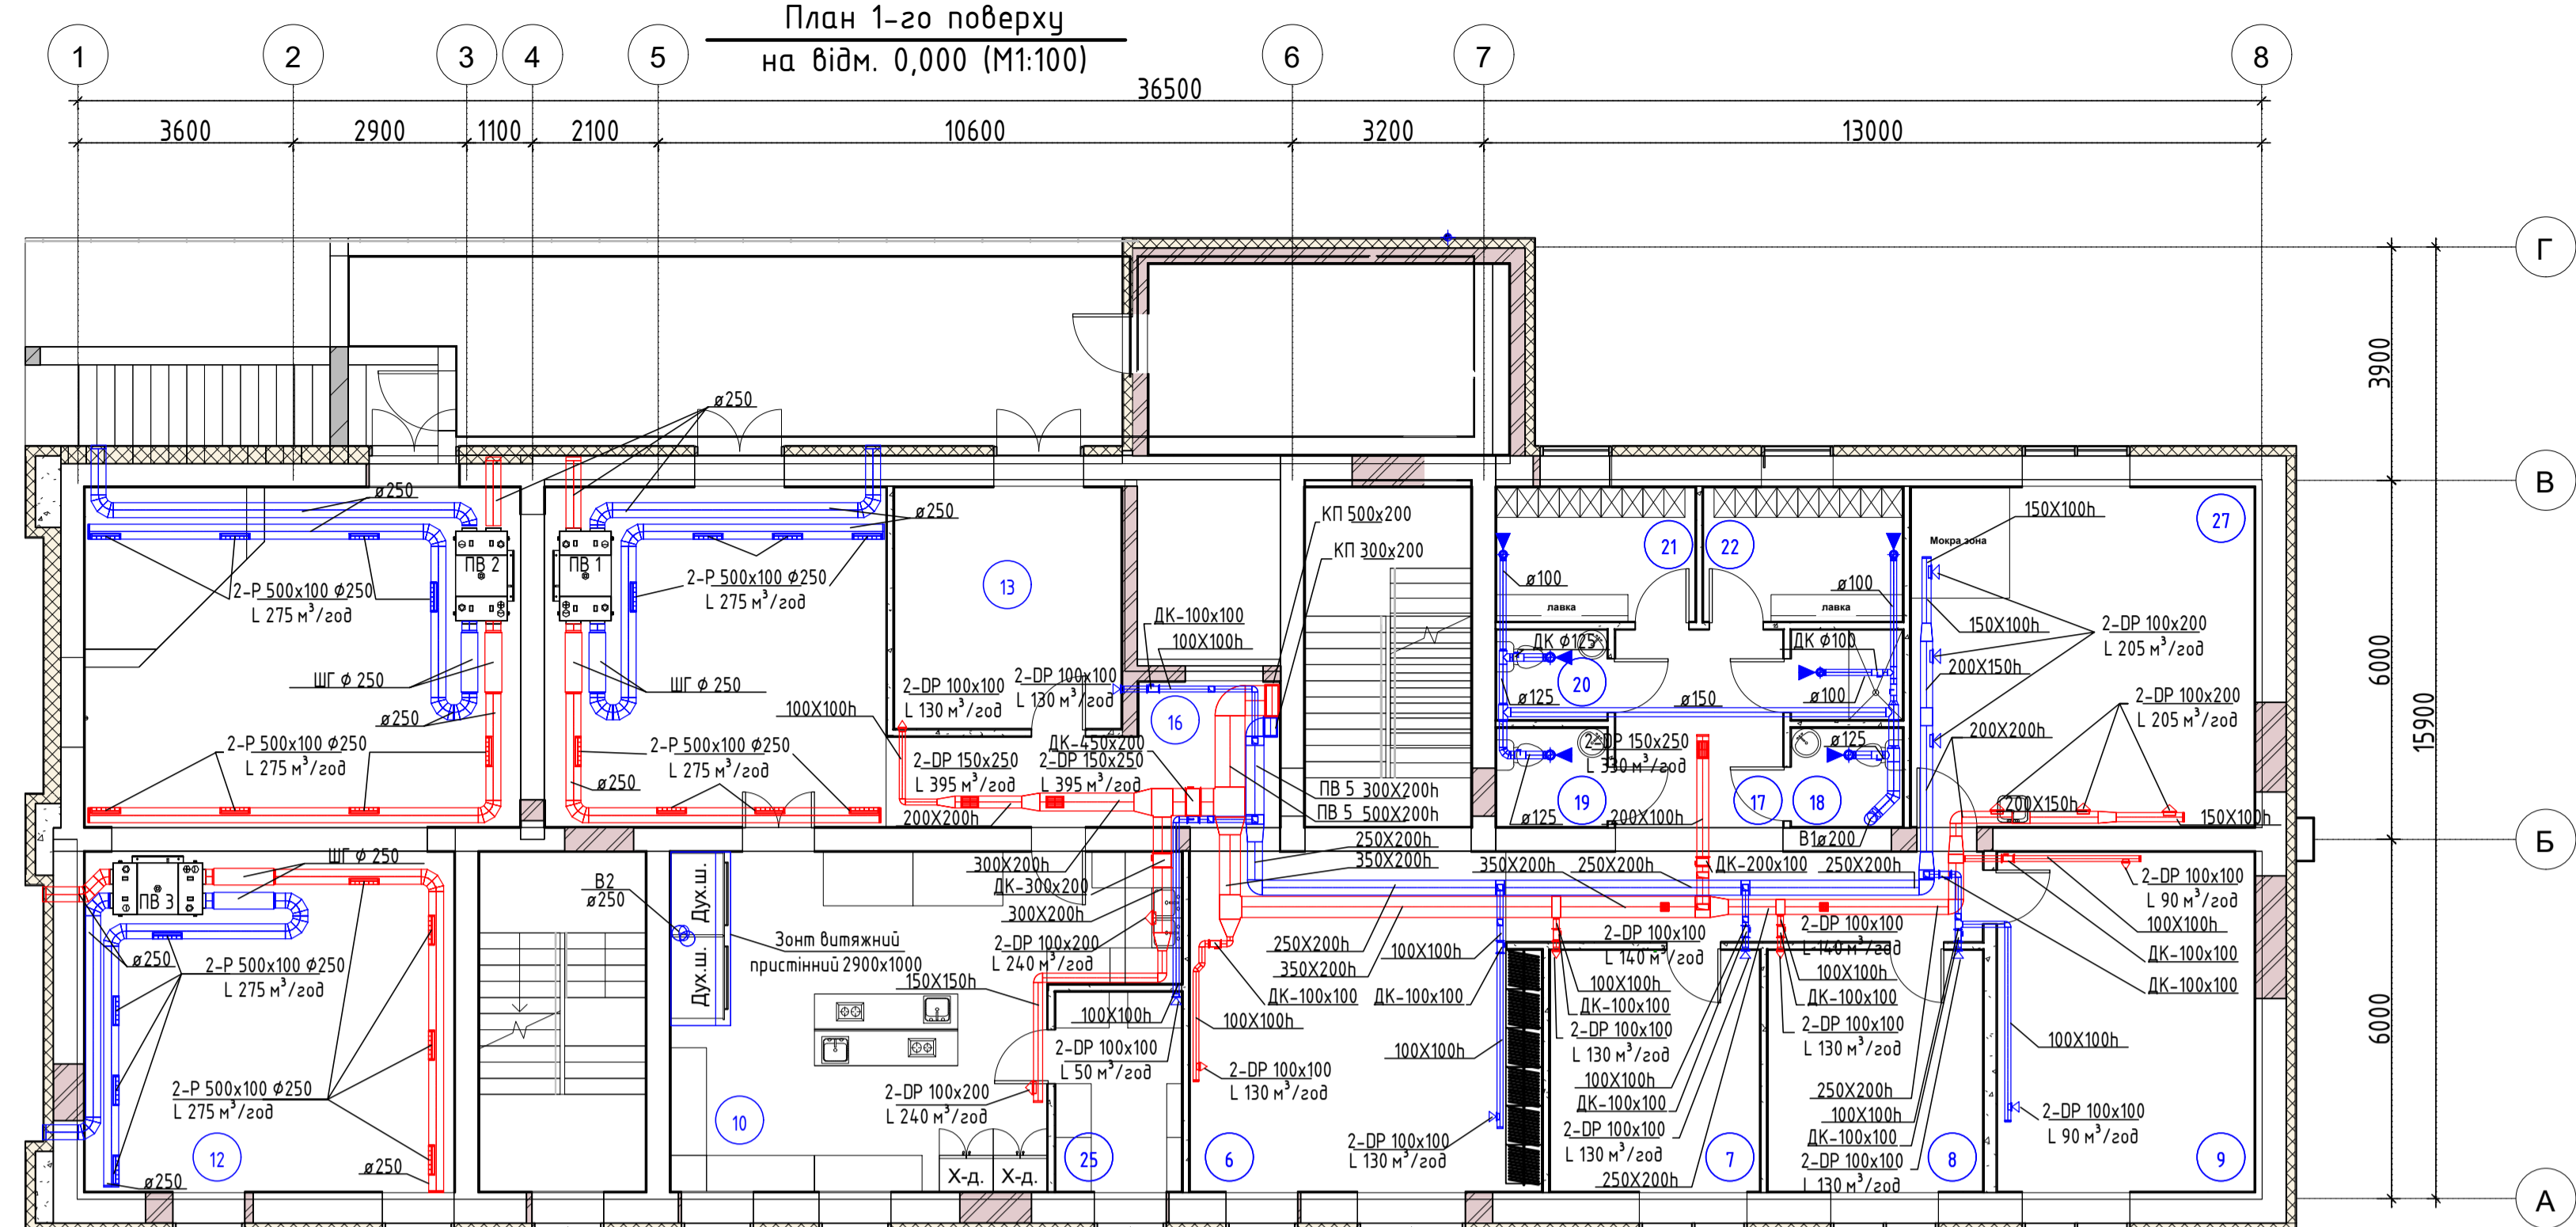 План 1-го поверху
на відм. 0,000 (М1:100)
1
2
3
4
5
6
7
8
36500
3600
2900
1100
2100
10600
3200
13000
Г
В
Б
А
3900
6000
6000
15900
ø250
ø250
ø250
ПВ 2
ПВ 1
2-Р 500х100 Ф250
L 275 м³/год
2-Р 500х100 Ф250
L 275 м³/год
ШГ Ф 250
ШГ Ф 250
ø250
2-Р 500х100 Ф250
L 275 м³/год
2-Р 500х100 Ф250
L 275 м³/год
ø250
13
2-DP 100х100
L 130 м³/год
2-DP 100х100
L 130 м³/год
100Х100h
ДК-100х100
100Х100h
16
КП 500х200
КП 300х200
2-DP 150х250
L 395 м³/год
ДК-450х200
2-DP 150х250
L 395 м³/год
200Х200h
ПВ 5 300Х200h
ПВ 5 500Х200h
250Х200h
350Х200h
300Х200h
ДК-300х200
300Х200h
2-DP 100х200
L 240 м³/год
150Х150h
21
22
27
ø100
ø100
лавка
лавка
Мокра зона
150Х100h
150Х100h
200Х150h
2-DP 100х200
L 205 м³/год
2-DP 100х200
L 205 м³/год
200Х200h
200Х150h
150Х100h
ДК Ф125
ДК Ф100
20
ø125
ø150
ø100
2-DP 150х250
L 330 м³/год
ø125
19
17
18
ø125
200Х100h
В1ø200
350Х200h
250Х200h
ДК-200х100
250Х200h
ШГ Ф 250
ПВ 3
ø250
2-Р 500х100 Ф250
L 275 м³/год
2-Р 500х100 Ф250
L 275 м³/год
12
ø250
ø250
В2
ø250
Дух.ш.
Дух.ш.
Зонт витяжний
пристінний 2900х1000
10
2-DP 100х200
L 240 м³/год
Х-д.
Х-д.
100Х100h
2-DP 100х100
L 50 м³/год
25
250Х200h
350Х200h
ДК-100х100
100Х100h
2-DP 100х100
L 130 м³/год
6
100Х100h
ДК-100х100
100Х100h
2-DP 100х100
L 130 м³/год
2-DP 100х100
L 140 м³/год
100Х100h
ДК-100х100
2-DP 100х100
L 130 м³/год
100Х100h
ДК-100х100
2-DP 100х100
L 130 м³/год
250Х200h
7
2-DP 100х100
L 140 м³/год
100Х100h
ДК-100х100
2-DP 100х100
L 130 м³/год
250Х200h
100Х100h
ДК-100х100
2-DP 100х100
L 130 м³/год
8
2-DP 100х100
L 90 м³/год
100Х100h
ДК-100х100
ДК-100х100
100Х100h
2-DP 100х100
L 90 м³/год
9